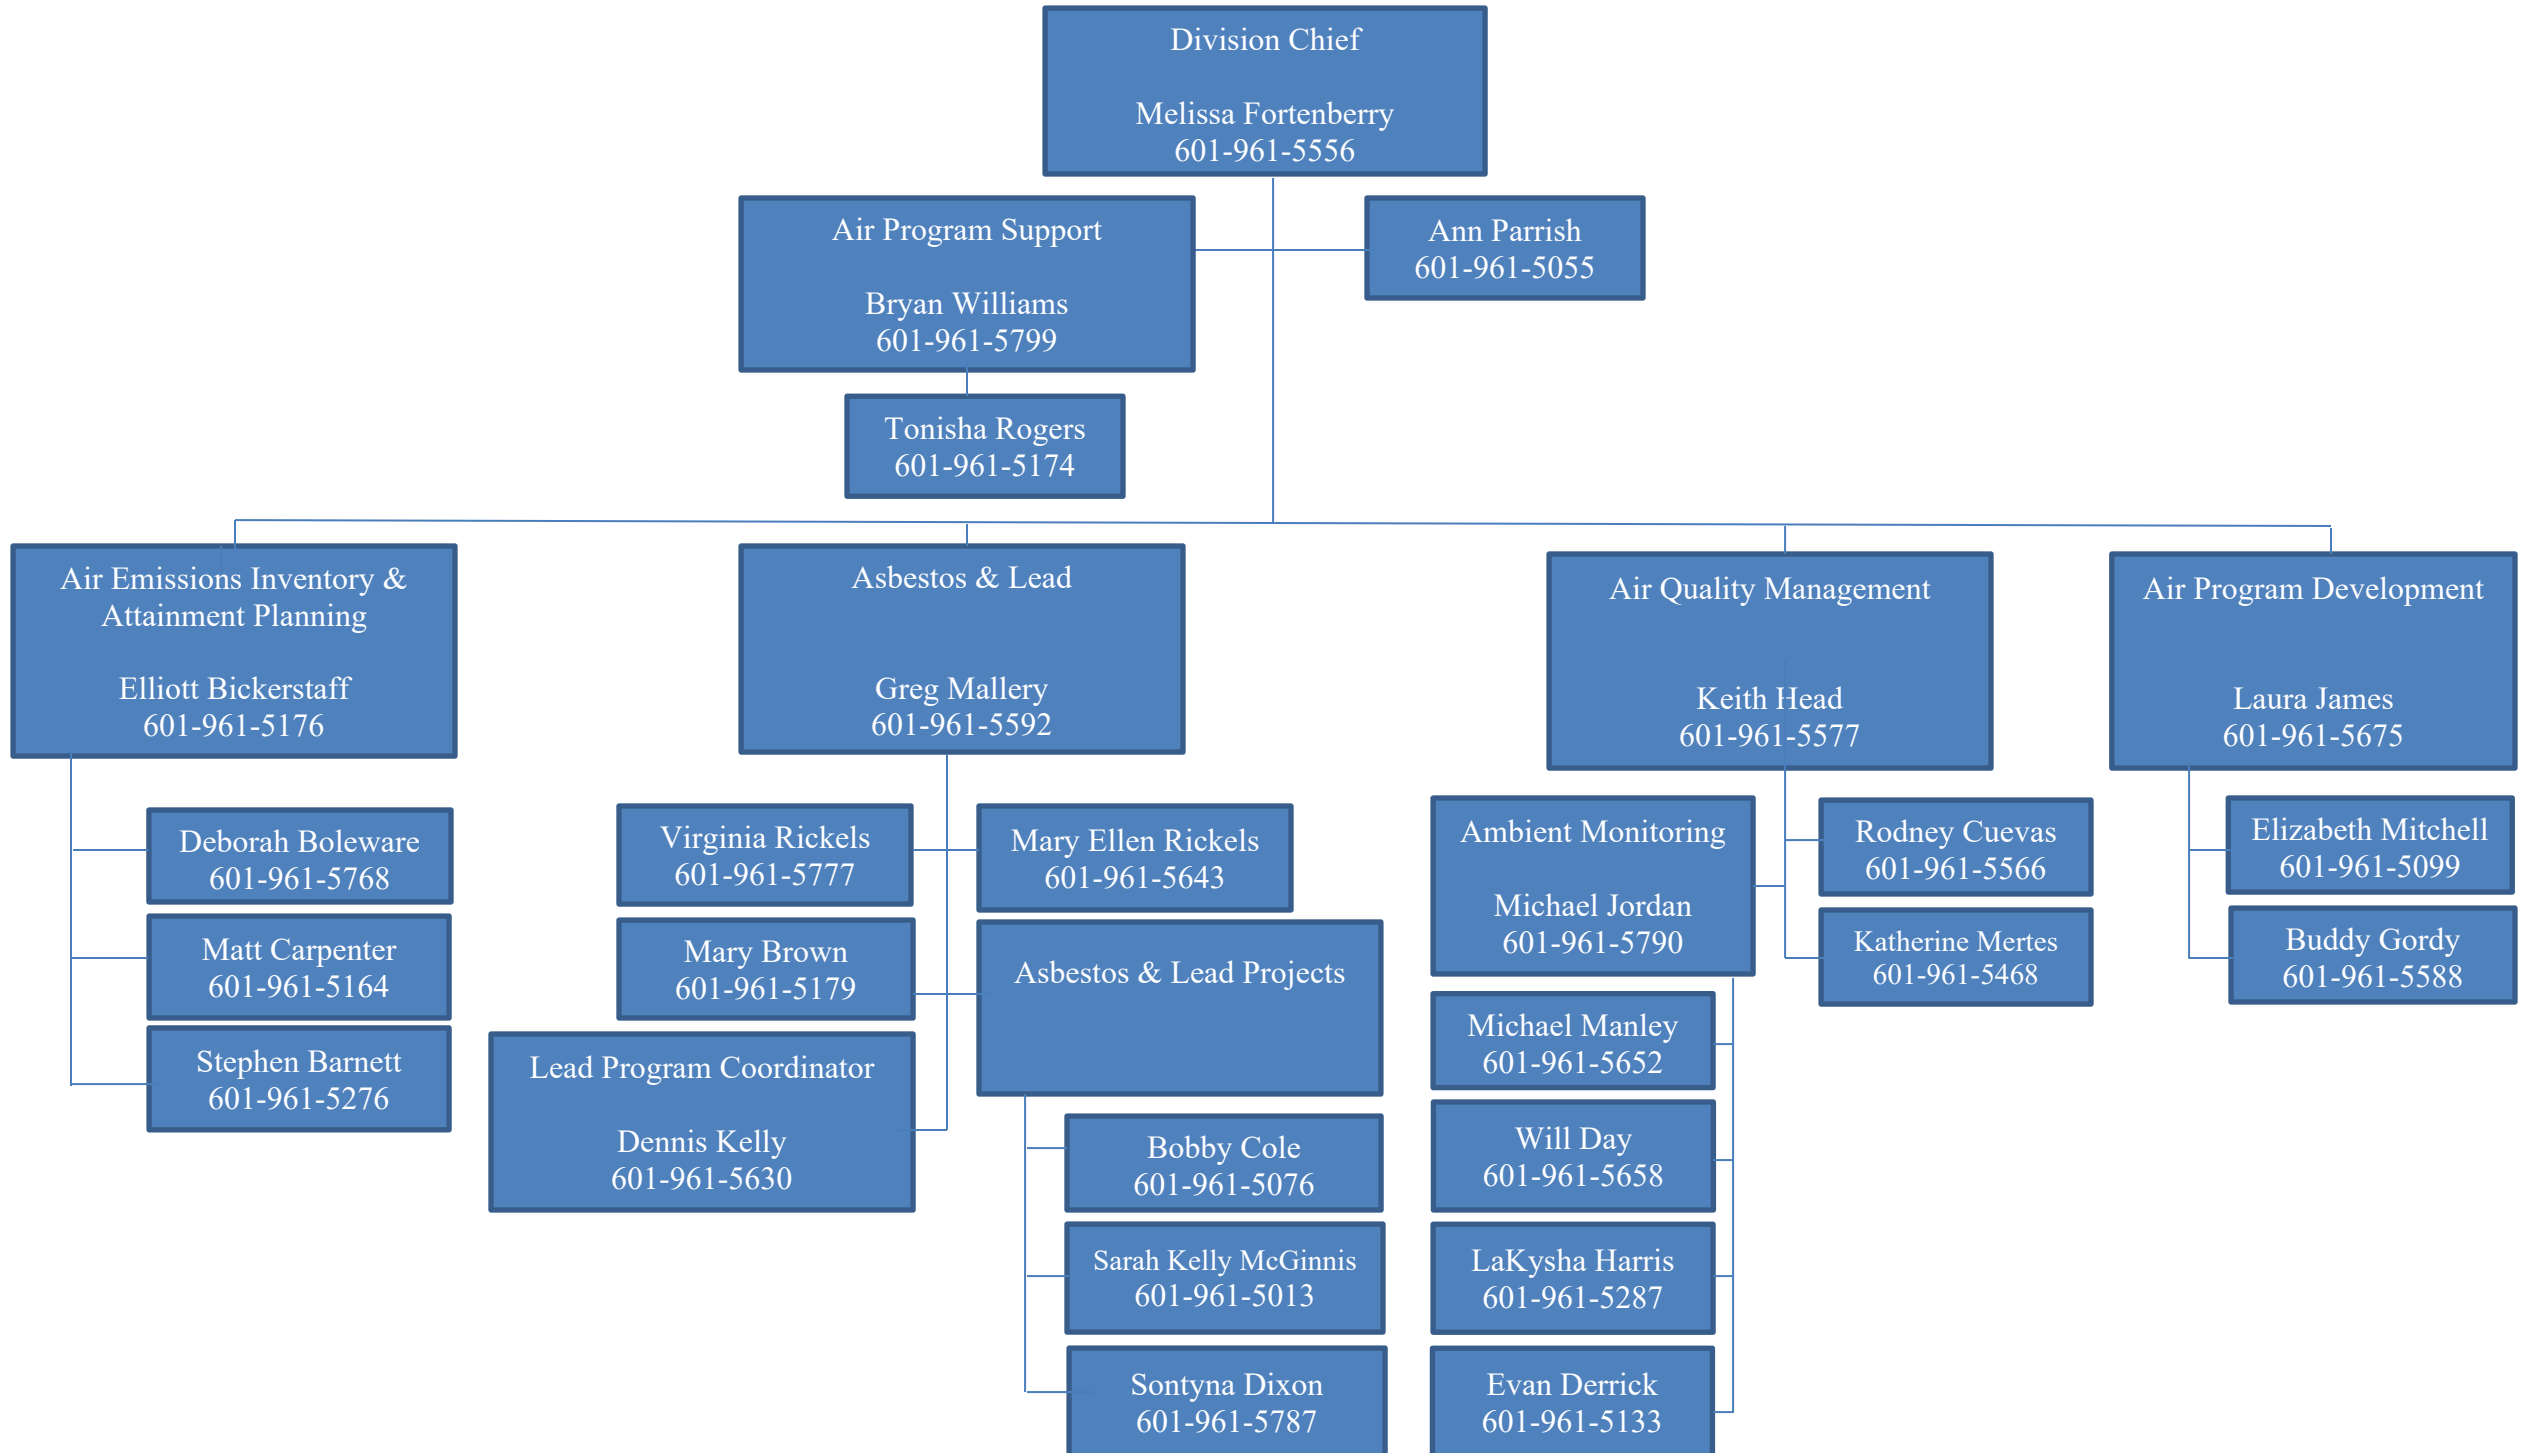 Division Chief
Melissa Fortenberry
601-961-5556
Air Program Support
Bryan Williams
601-961-5799
Ann Parrish
601-961-5055
Tonisha Rogers
601-961-5174
Air Emissions Inventory &
Attainment Planning
Elliott Bickerstaff
601-961-5176
Deborah Boleware
601-961-5768
Matt Carpenter
601-961-5164
Stephen Barnett
601-961-5276
Asbestos & Lead
Greg Mallery
601-961-5592
Virginia Rickels
601-961-5777
Mary Ellen Rickels
601-961-5643
Mary Brown
601-961-5179
Asbestos & Lead Projects
Lead Program Coordinator
Dennis Kelly
601-961-5630
Bobby Cole
601-961-5076
Sarah Kelly McGinnis
601-961-5013
Sontyna Dixon
601-961-5787
Air Quality Management
Keith Head
601-961-5577
Ambient Monitoring
Michael Jordan
601-961-5790
Rodney Cuevas
601-961-5566
Katherine Mertes
601-961-5468
Michael Manley
601-961-5652
Will Day
601-961-5658
LaKysha Harris
601-961-5287
Evan Derrick
601-961-5133
Air Program Development
Laura James
601-961-5675
Elizabeth Mitchell
601-961-5099
Buddy Gordy
601-961-5588